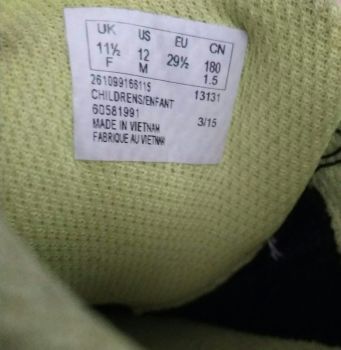 UK US EU CN
11½ 12 29½ 180
F M 1.5
261099166115 13131
CHILDRENS/ENFANT
60581991
MADE IN VIETNAM 3/15
FABRIQUE AU VIETNAM